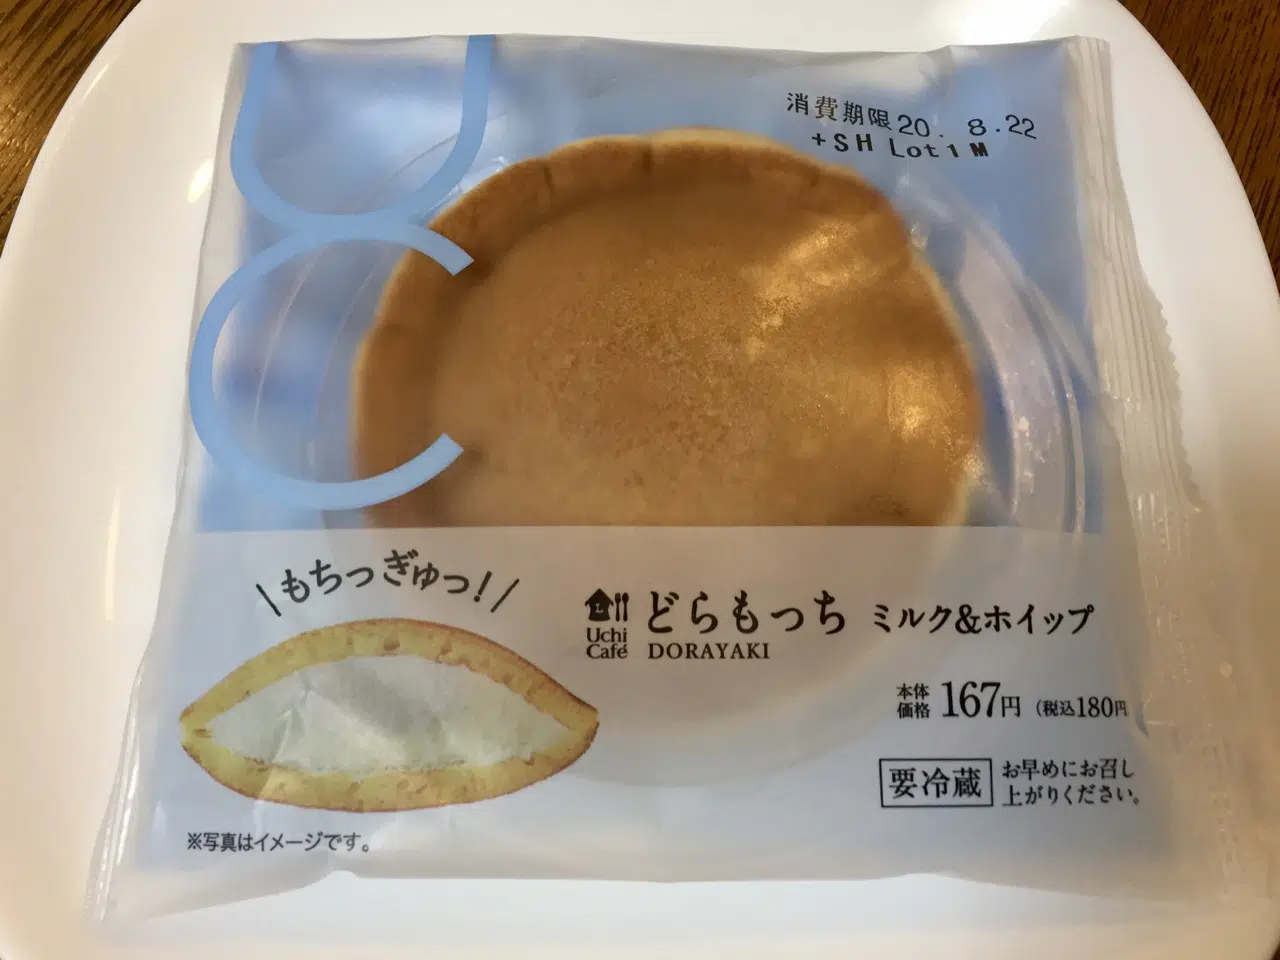 UC
消費期限20. 8.22
+SH Lot1 M
\もちっぎゅっ!/
Uchi
Café
どらもっち ミルク&ホイップ
DORAYAKI
本体
価格 167円 (税込180円
要冷蔵
お早めにお召し
上がりください。
※写真はイメージです。